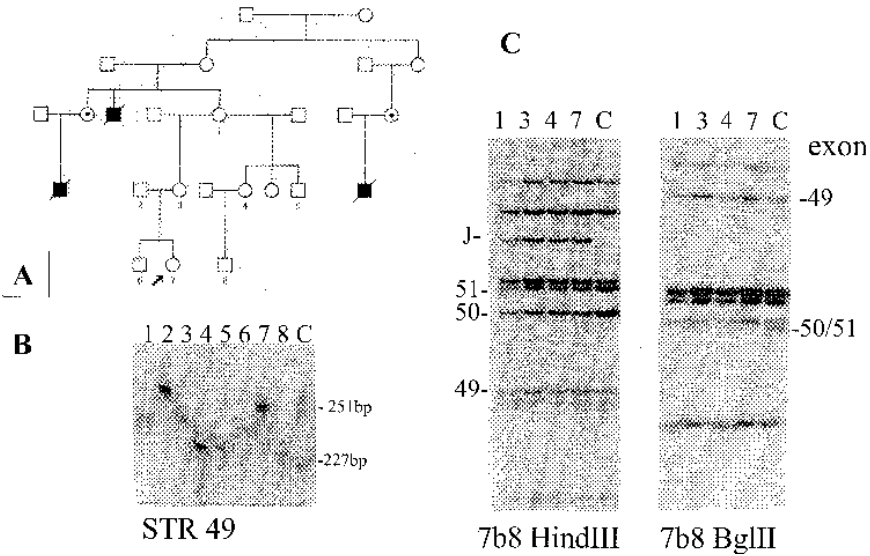 A
1
2
3
4
5
6
7
8
B
1 2 3 4 5 6 7 8 C
- 251bp
-227bp
STR 49
C
1 3 4 7 C
J-
51-
50-
49-
7b8 HindIII
1 3 4 7 C
exon
-49
-50/51
7b8 BglII